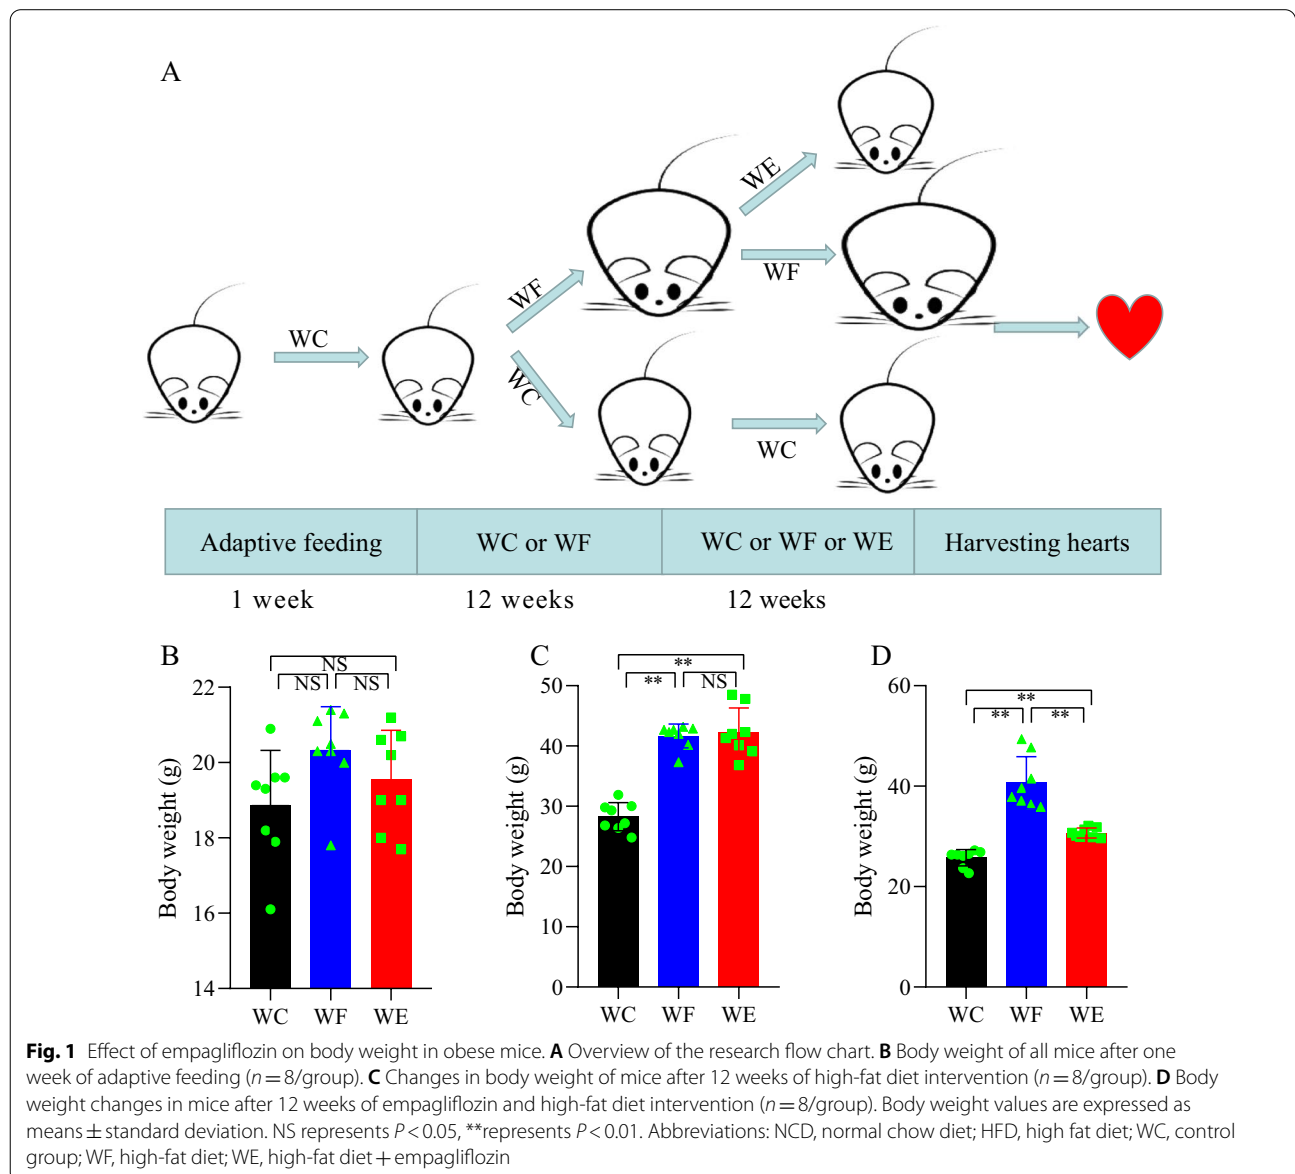 A
WE
WF
WF
WC
WC
WC
Adaptive feeding WC or WF WC or WF or WE Harvesting hearts
1 week 12 weeks 12 weeks
B
NS
NS NS
22
20
18
16
14
Body weight (g)
WC WF WE
C
**
** NS
50
40
30
20
10
0
Body weight (g)
WC WF WE
D
**
** **
60
40
20
0
Body weight (g)
WC WF WE
Fig. 1 Effect of empagliflozin on body weight in obese mice. A Overview of the research flow chart. B Body weight of all mice after one
week of adaptive feeding (n = 8/group). C Changes in body weight of mice after 12 weeks of high-fat diet intervention (n = 8/group). D Body
weight changes in mice after 12 weeks of empagliflozin and high-fat diet intervention (n = 8/group). Body weight values are expressed as
means ± standard deviation. NS represents P < 0.05, **represents P < 0.01. Abbreviations: NCD, normal chow diet; HFD, high fat diet; WC, control
group; WF, high-fat diet; WE, high-fat diet + empagliflozin